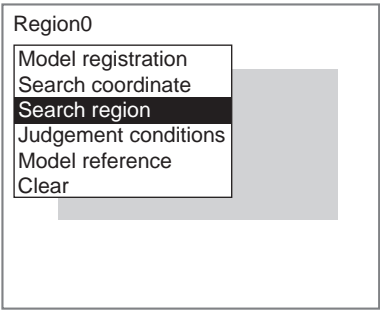 Region0
Model registration
Search coordinate
Search region
Judgement conditions
Model reference
Clear